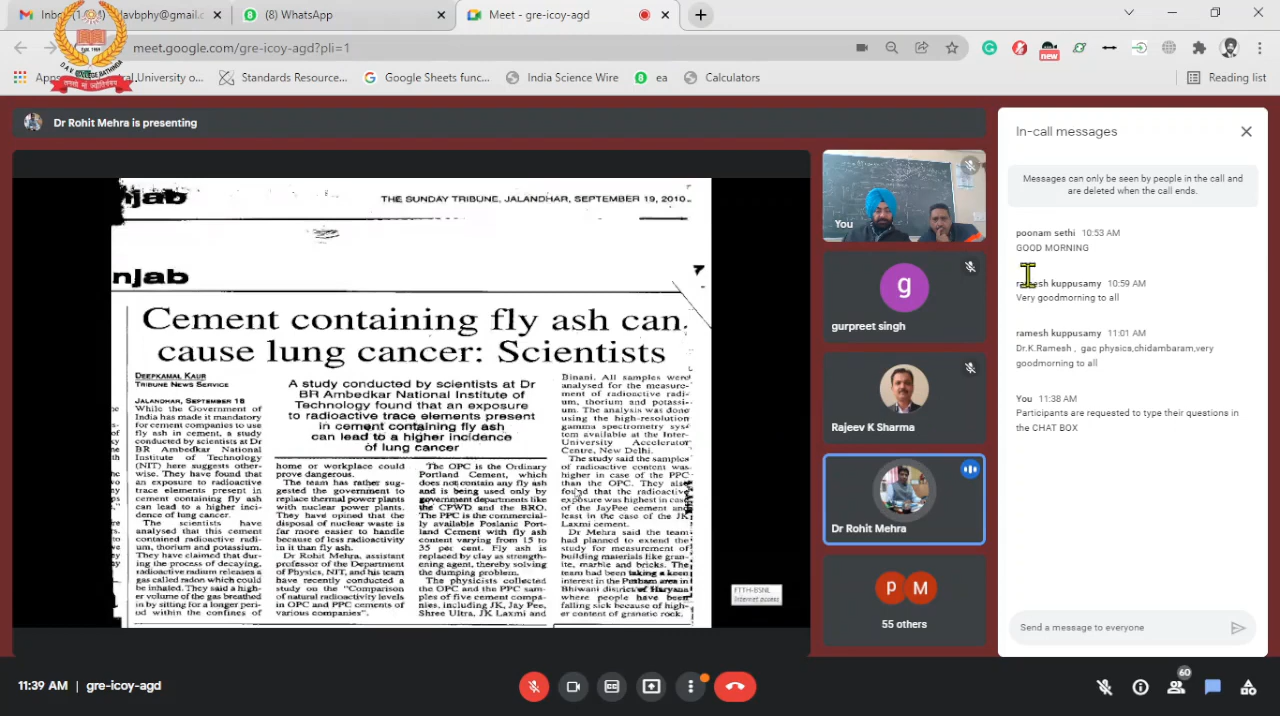 Inbox
avbphy@gmail.c
(8) WhatsApp
Meet - gre-icoy-agd
meet.google.com/gre-icoy-agd?pli=1
new
University o...
Standards Resource...
Google Sheets func...
India Science Wire
ea
Calculators
Reading list
D.A.V. COLLEGE BATHINDA
Dr Rohit Mehra is presenting
njab
THE SUNDAY TRIBUNE, JALANDHAR, SEPTEMBER 19, 2010
njab
7
Cement containing fly ash can
cause lung cancer: Scientists
DEEPKAMAL KAUR
TRIBUNE NEWS SERVICE
JALANDHAR, SEPTEMBER 18
While the Government of
India has made it mandatory
for cement companies to use
fly ash in cement, a study
conducted by scientists at Dr
BR Ambedkar National
Institute of Technology
(NIT) here suggests other-
wise. They have found that
an exposure to radioactive
trace elements present in
cement containing fly ash
can lead to a higher inci-
dence of lung cancer.
The scientists have
analysed that this cement
contained radioactive radi-
um, thorium and potassium.
They have claimed that dur-
ing the process of decaying,
radioactive radium releases a
gas called radon which could
be inhaled. They said a high-
er volume of the gas breathed
in by sitting for a longer peri-
od within the confines of
A study conducted by scientists at Dr
BR Ambedkar National Institute of
Technology found that an exposure
to radioactive trace elements present
in cement containing fly ash
can lead to a higher incidence
of lung cancer
home or workplace could
prove dangerous.
The team has rather sug-
gested the government to
replace thermal power plants
with nuclear power plants.
They have opined that the
disposal of nuclear waste is
far more easier to handle
because of less radioactivity
in it than fly ash.
Dr Rohit Mehra, assistant
professor of the Department
of Physics, NIT, and his team
have recently conducted a
study on the "Comparison
of natural radioactivity levels
in OPC and PPC cements of
various companies".
The OPC is the Ordinary
Portland Cement, which
does not contain any fly ash
and is being used only by
government departments like
the CPWD and the BRO.
The PPC is the commercial-
ly available Poslanic Port-
land Cement with fly ash
content varying from 15 to
35 per cent. Fly ash is
replaced by clay as strength-
ening agent, thereby solving
the dumping problem.
The physicists collected
the OPC and the PPC sam-
ples of five cement compa-
nies, including JK, Jay Pee,
Shree Ultra, JK Laxmi and
Binani. All samples were
analysed for the measure-
ment of radioactive radi-
um, thorium and potassi-
um. The analysis was done
using the high-resolution
gamma spectrometry sys-
tem available at the Inter-
University Accelerator
Centre, New Delhi.
The study said the samples
of radioactive content was
higher in case of the PPC
than the OPC. They also
found that the radioactive
exposure was highest in case
of the JayPee cement and
least in the case of the JK
Laxmi cement.
Dr Mehra said the team
had planned to extend the
study for measurement of
building materials like gran-
ite, marble and bricks. The
team had been taking a keen
interest in the area in
Bhiwani district of Haryana
where people have been
falling sick because of high-
er content of granatic rock.
FTTH-BSNL
Internet access
You
g
gurpreet singh
Rajeev K Sharma
Dr Rohit Mehra
P M
55 others
In-call messages
Messages can only be seen by people in the call and
are deleted when the call ends.
poonam sethi 10:53 AM
GOOD MORNING
ramesh kuppusamy 10:59 AM
Very goodmorning to all
ramesh kuppusamy 11:01 AM
Dr.K.Ramesh , gac physics,chidambaram,very
goodmorning to all
You 11:38 AM
Participants are requested to type their questions in
the CHAT BOX
Send a message to everyone
11:39 AM | gre-icoy-agd
60